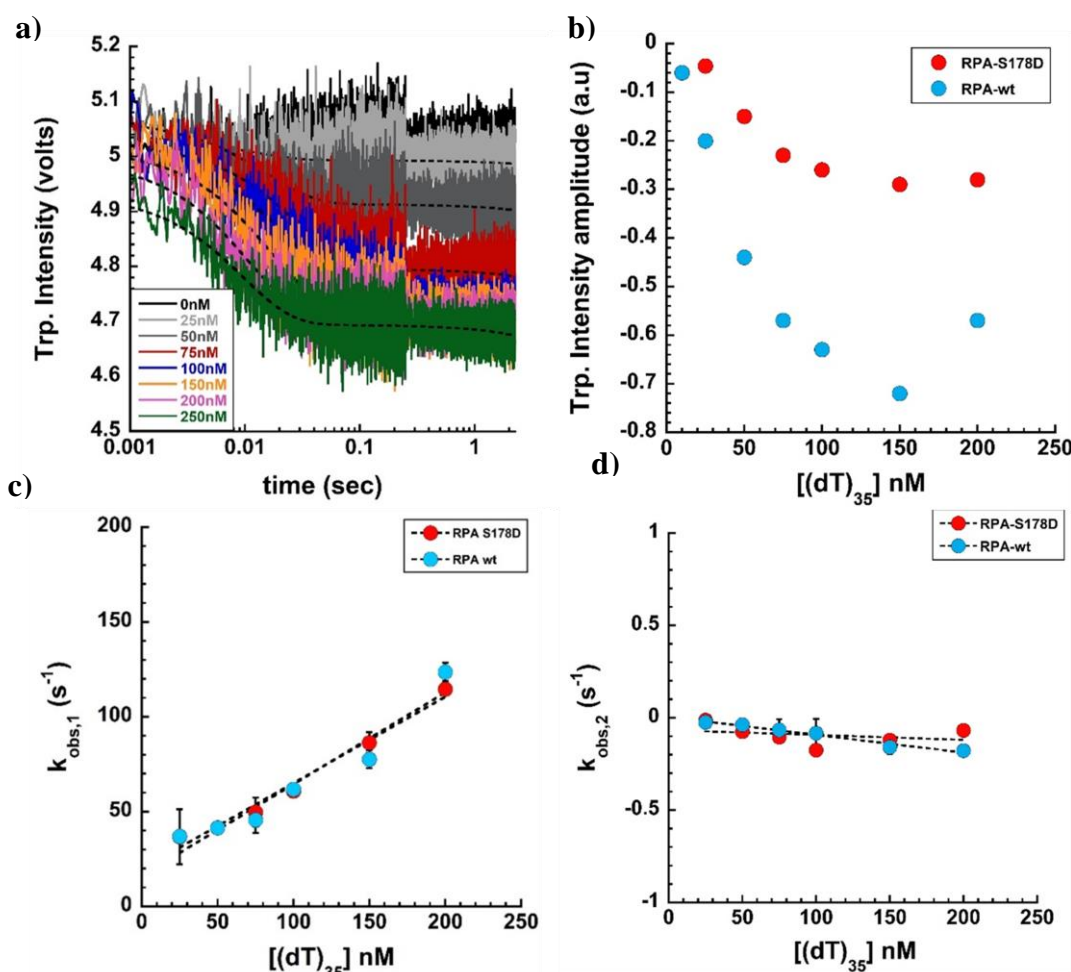 a)
Trp. Intensity (volts)
5.2
5.1
5
4.9
4.8
4.7
4.6
4.5
0nM
25nM
50nM
75nM
100nM
150nM
200nM
250nM
0.001
0.01
0.1
1
time (sec)
b)
Trp. Intensity amplitude (a.u)
0
-0.1
-0.2
-0.3
-0.4
-0.5
-0.6
-0.7
-0.8
RPA-S178D
RPA-wt
0
50
100
150
200
250
[(dT)35] nM
c)
kobs,1 (s-1)
200
150
100
50
0
RPA S178D
RPA wt
0
50
100
150
200
250
[(dT)35] nM
d)
kobs,2 (s-1)
1
0.5
0
-0.5
-1
RPA-S178D
RPA-wt
0
50
100
150
200
250
[(dT)35] nM